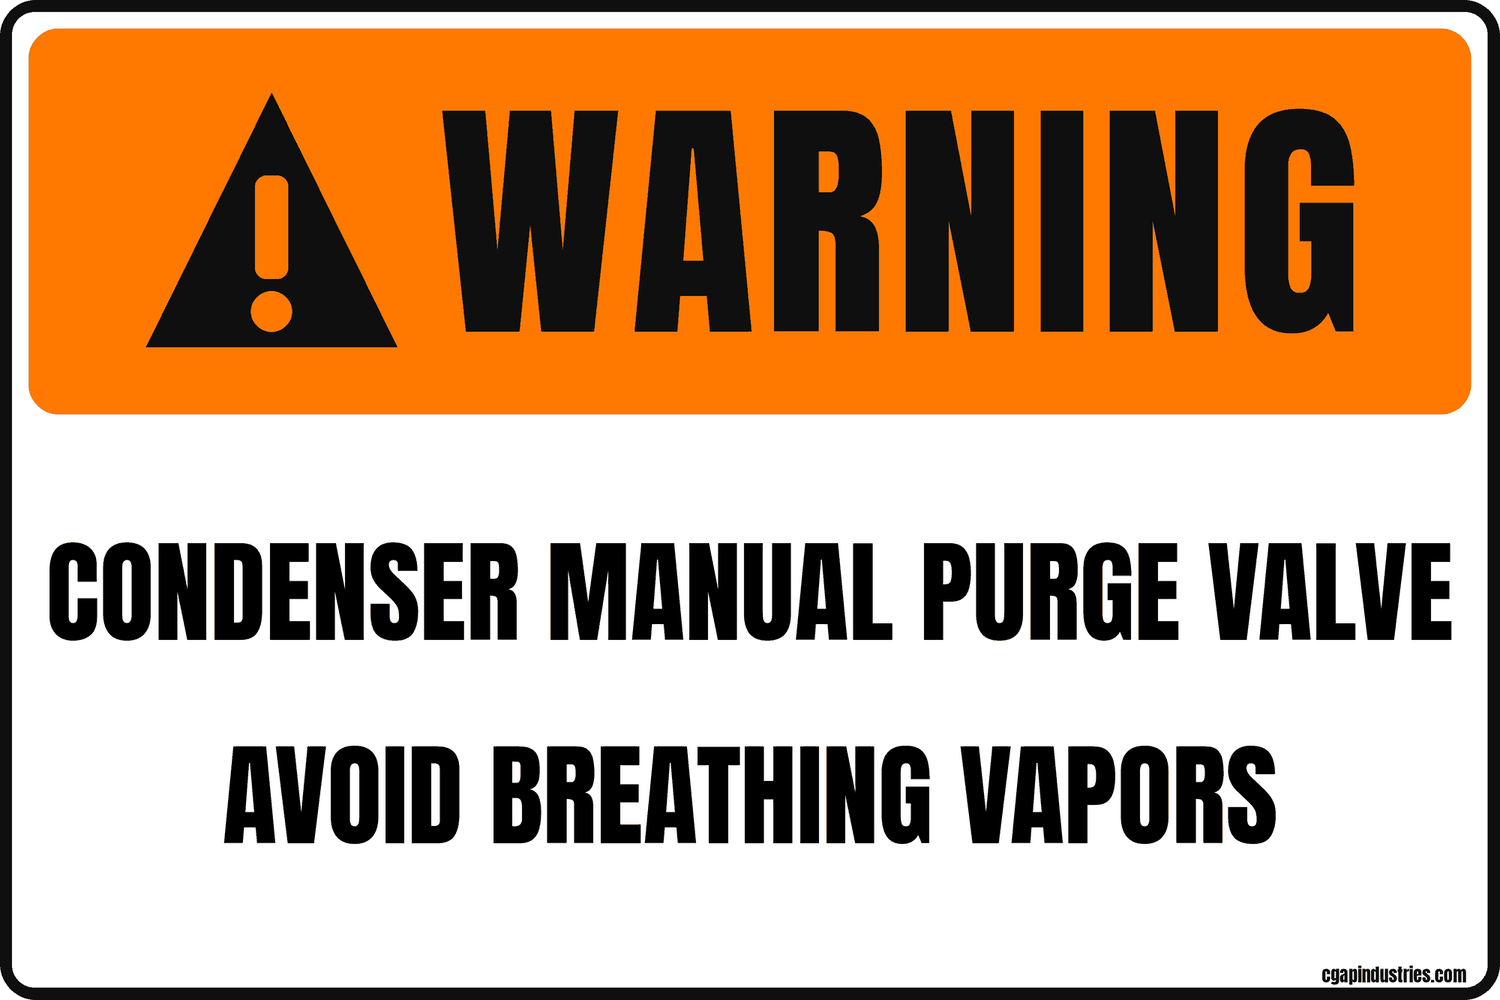 WARNING
CONDENSER MANUAL PURGE VALVE
AVOID BREATHING VAPORS
cgapindustries.com